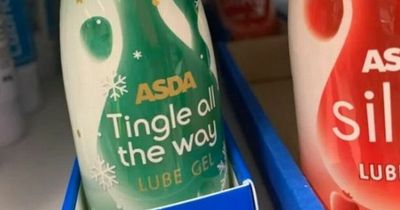 ASDA
Tingle all
the way
LUBE GEL
AS
sil
LUBE